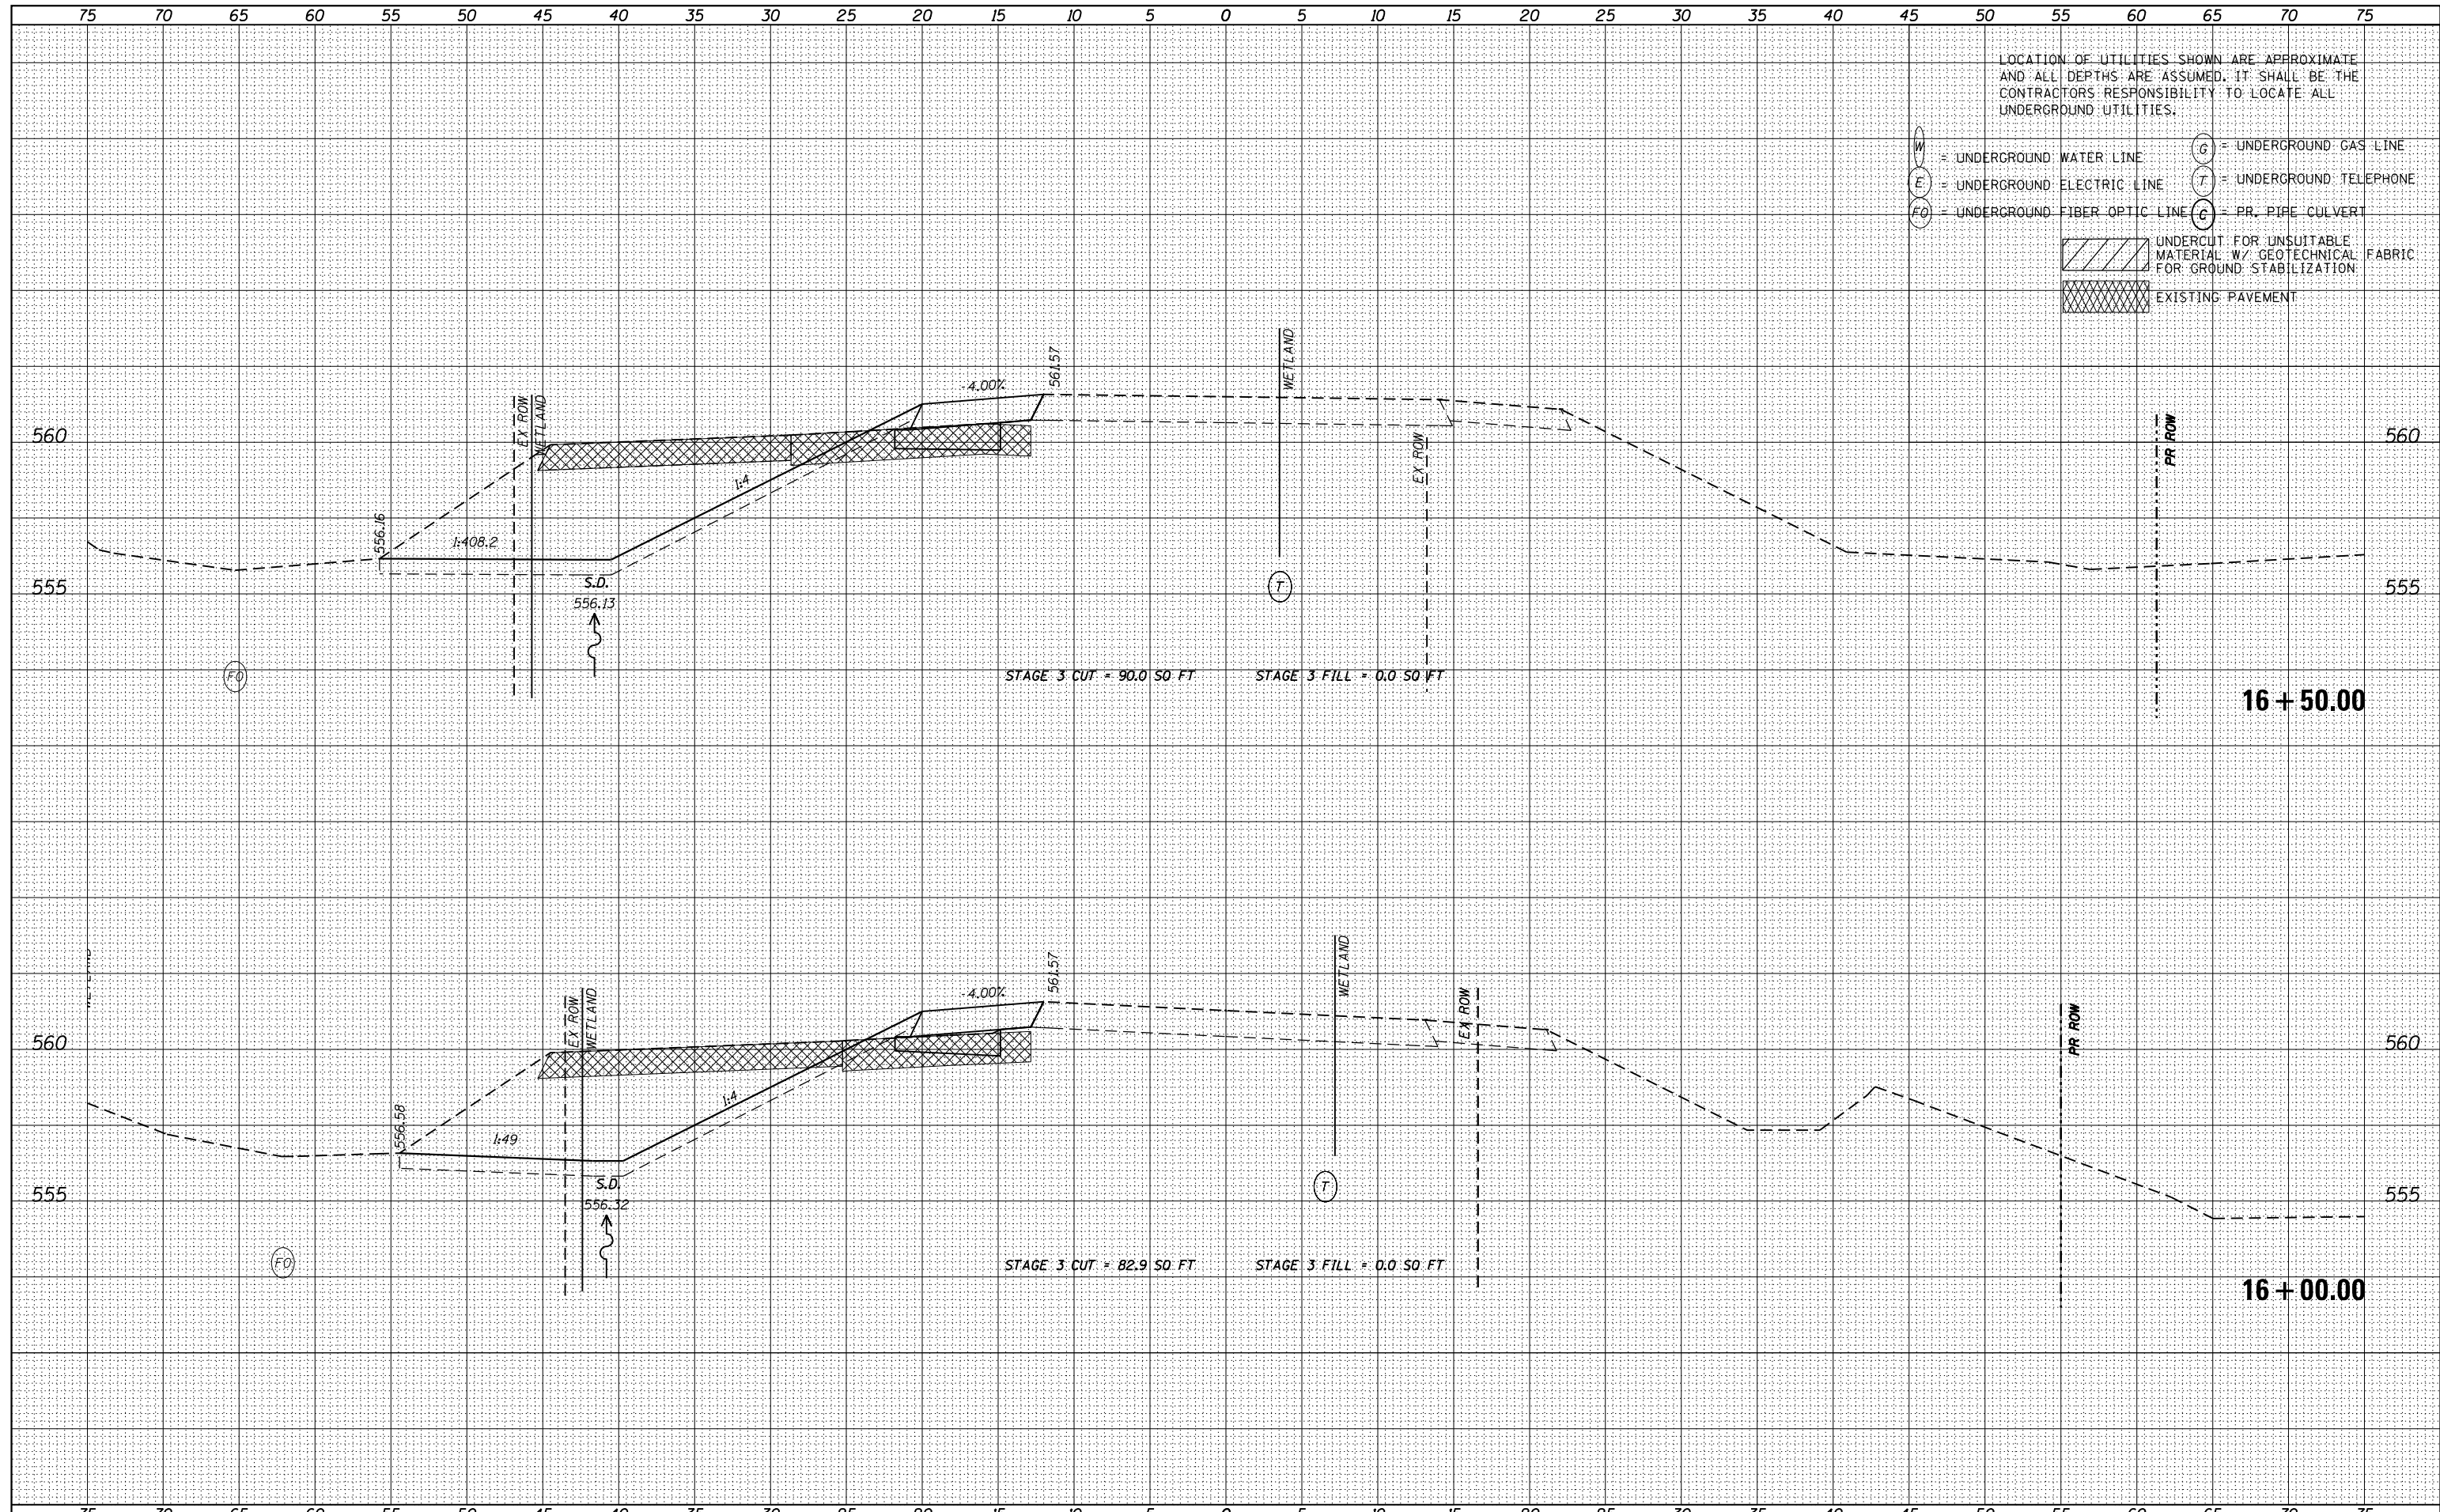 75 70 65 60 55 50 45 40 35 30 25 20 15 10 5 0 5 10 15 20 25 30 35 40 45 50 55 60 65 70 75
LOCATION OF UTILITIES SHOWN ARE APPROXIMATE
AND ALL DEPTHS ARE ASSUMED. IT SHALL BE THE
CONTRACTORS RESPONSIBILITY TO LOCATE ALL
UNDERGROUND UTILITIES.
W = UNDERGROUND WATER LINE
G = UNDERGROUND GAS LINE
E = UNDERGROUND ELECTRIC LINE
T = UNDERGROUND TELEPHONE
FO = UNDERGROUND FIBER OPTIC LINE
C = PR. PIPE CULVERT
UNDERCUT FOR UNSUITABLE
MATERIAL W/ GEOTECHNICAL FABRIC
FOR GROUND STABILIZATION
EXISTING PAVEMENT
WETLAND
561.57
-4.00%
EX ROW
WETLAND
560
EX ROW
PR ROW
560
1:4
556.16
1:408.2
555
S.D.
556.13
T
555
FO
STAGE 3 CUT = 90.0 SQ FT
STAGE 3 FILL = 0.0 SQ FT
16 + 50.00
WETLAND
561.57
-4.00%
EX ROW
WETLAND
EX ROW
PR ROW
560
560
1:4
556.58
1:49
555
S.D.
556.32
T
555
FO
STAGE 3 CUT = 82.9 SQ FT
STAGE 3 FILL = 0.0 SQ FT
16 + 00.00
75 70 65 60 55 50 45 40 35 30 25 20 15 10 5 0 5 10 15 20 25 30 35 40 45 50 55 60 65 70 75